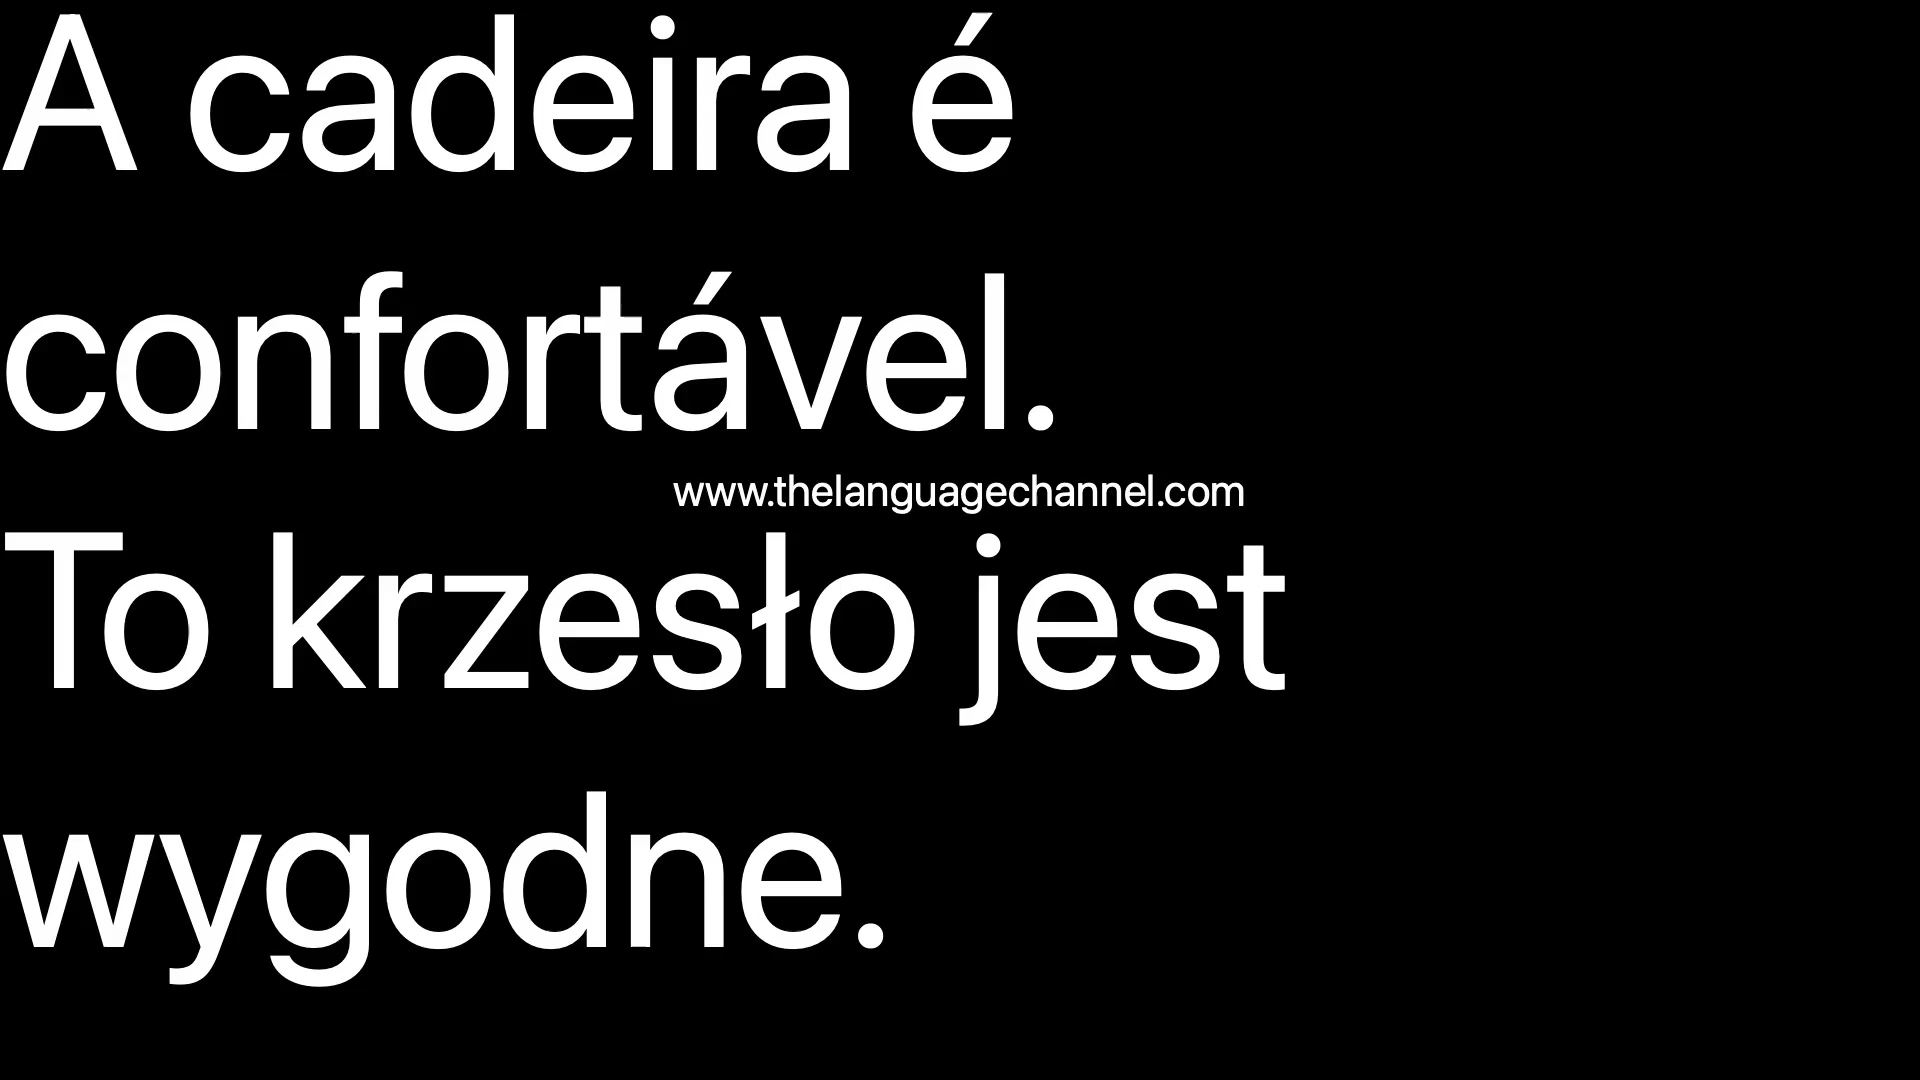 A cadeira é
confortável.
www.thelanguagechannel.com
To krzesło jest
wygodne.